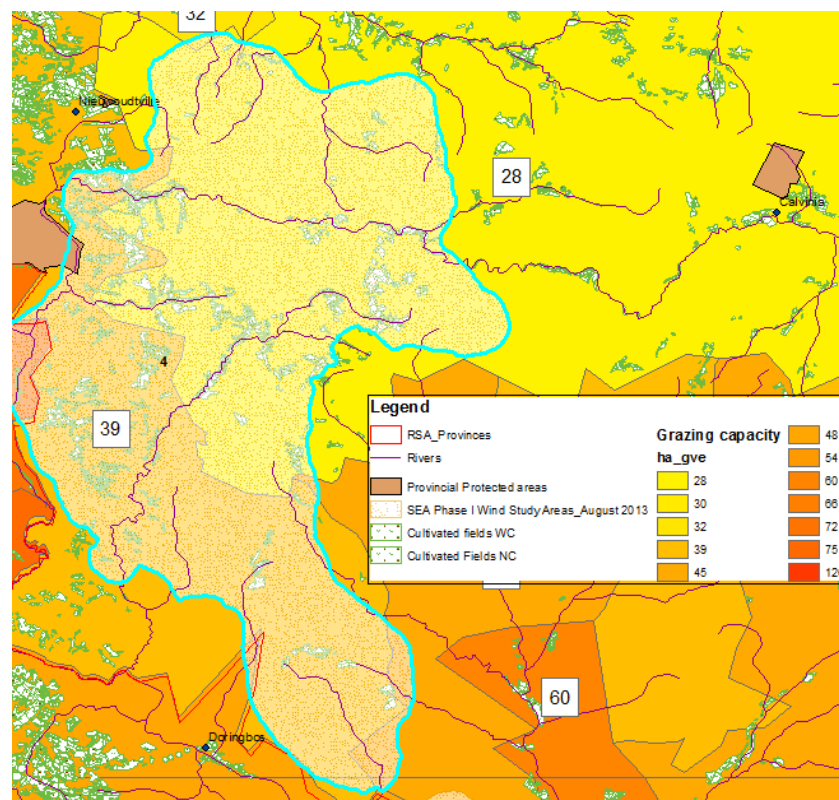 32
Nieuwoudtville
28
Calvinia
4
39
Legend
RSA_Provinces
Rivers
Provincial Protected areas
SEA Phase I Wind Study Areas_August 2013
Cultivated fields WC
Cultivated Fields NC
Grazing capacity
ha_gve
28
30
32
39
45
48
54
60
66
72
75
60
Doringbos